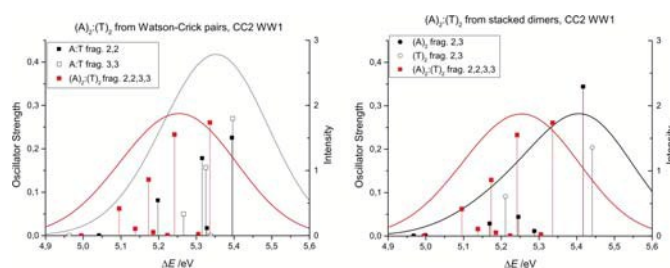 (A)₂:(T)₂ from Watson-Crick pairs, CC2 WW1
A:T frag. 2,2
A:T frag. 3,3
(A)₂:(T)₂ frag. 2,2,3,3
Oscillator Strength
0,4
0,3
0,2
0,1
0,0
3
2
1
0
Intensity
4,9 5,0 5,1 5,2 5,3 5,4 5,5 5,6
ΔE /eV
(A)₂:(T)₂ from stacked dimers, CC2 WW1
(A)₂ frag. 2,3
(T)₂ frag. 2,3
(A)₂:(T)₂ frag. 2,2,3,3
Oscillator Strength
0,4
0,3
0,2
0,1
0,0
3
2
1
0
Intensity
4,9 5,0 5,1 5,2 5,3 5,4 5,5 5,6
ΔE /eV